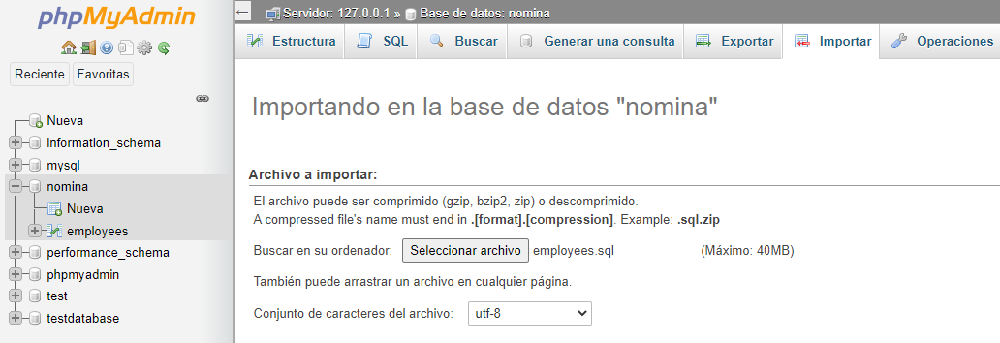 phpMyAdmin
Reciente Favoritas
Nueva
information_schema
mysql
nomina
Nueva
employees
performance_schema
phpmyadmin
test
testdatabase
Servidor: 127.0.0.1 » Base de datos: nomina
Estructura SQL Buscar Generar una consulta Exportar Importar Operaciones
Importando en la base de datos "nomina"
Archivo a importar:
El archivo puede ser comprimido (gzip, bzip2, zip) o descomprimido.
A compressed file's name must end in .[format].[compression]. Example: .sql.zip
Buscar en su ordenador: Seleccionar archivo employees.sql (Máximo: 40MB)
También puede arrastrar un archivo en cualquier página.
Conjunto de caracteres del archivo: utf-8